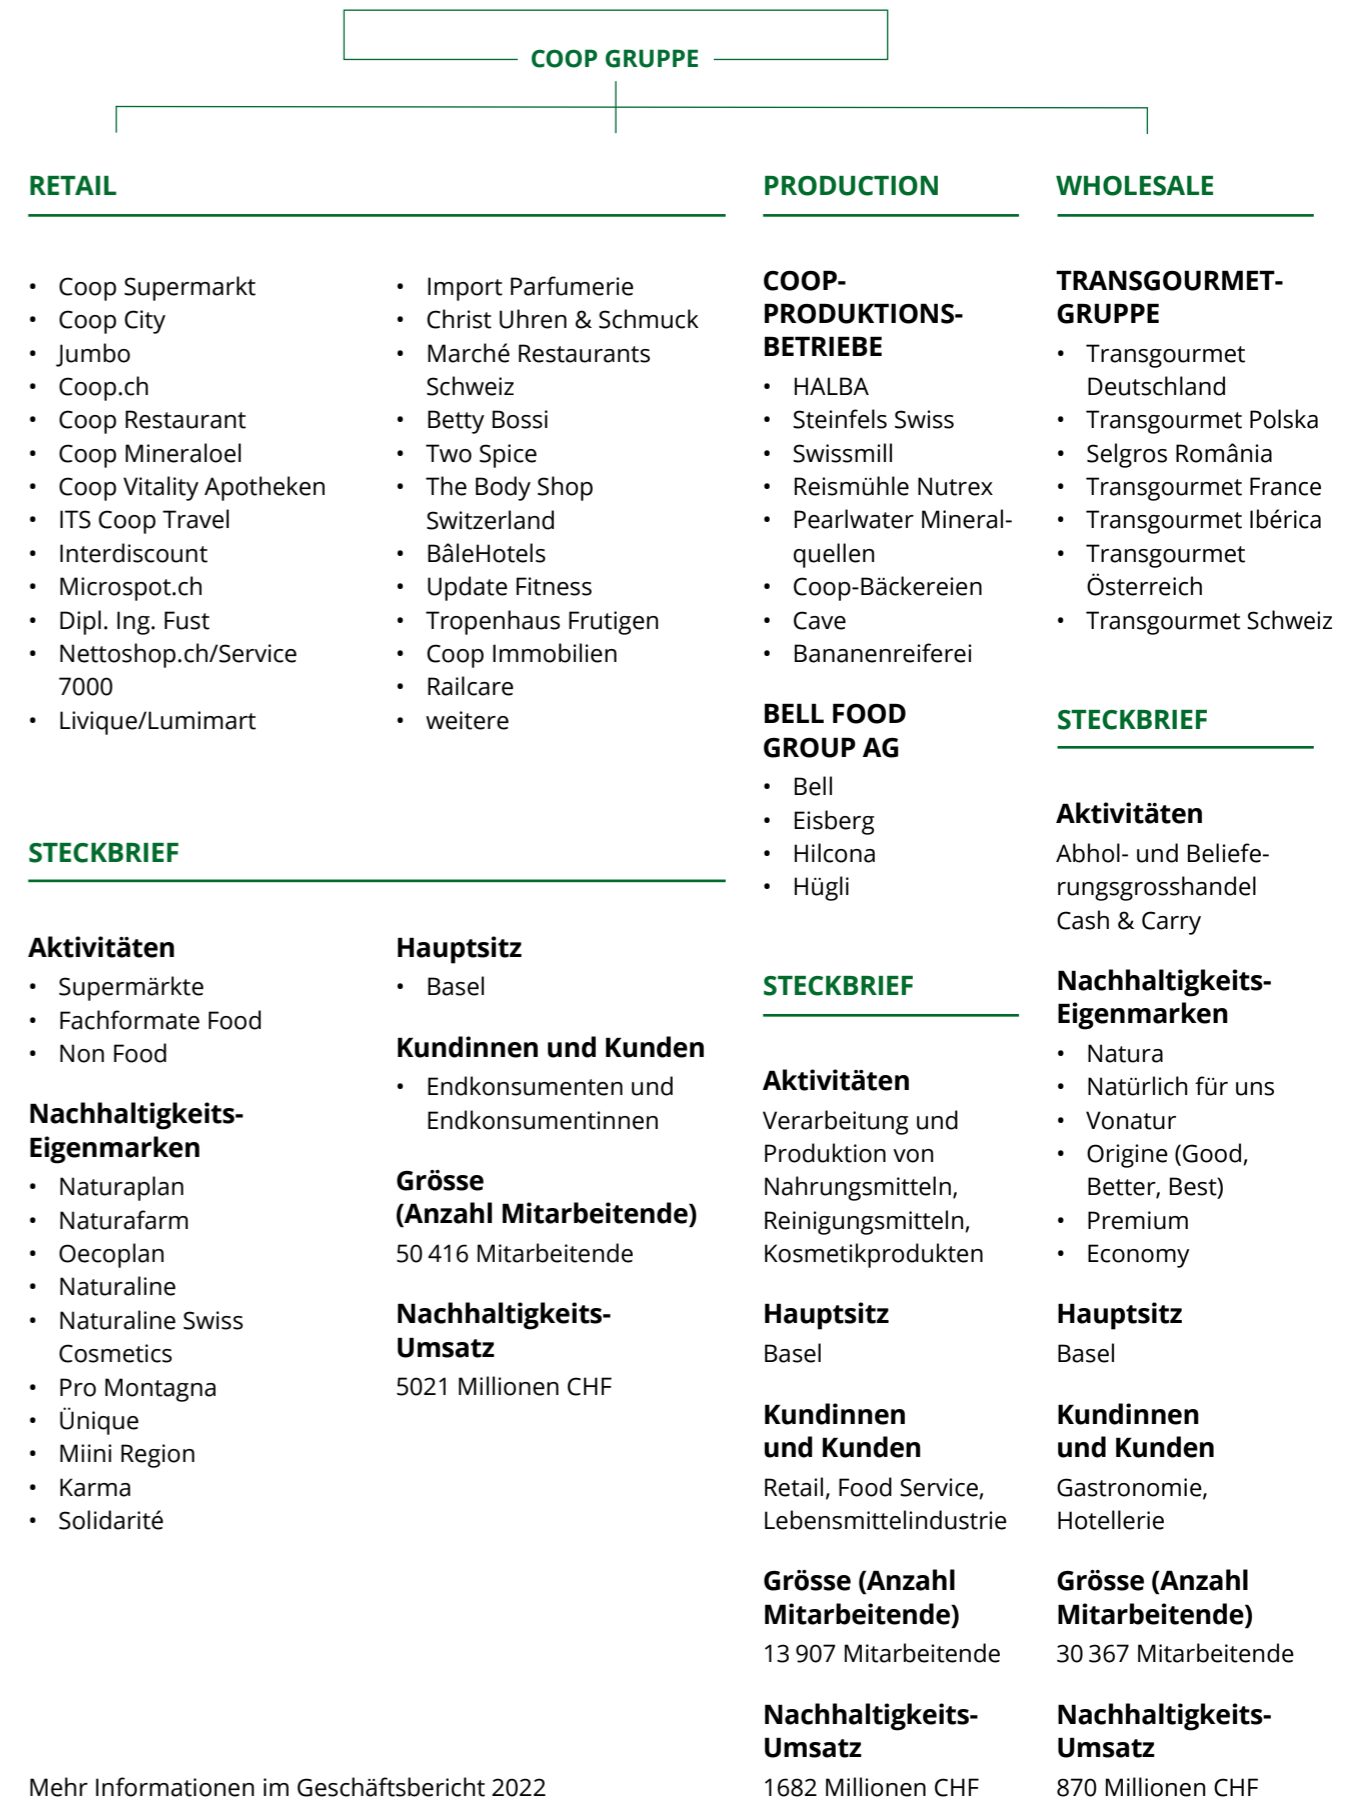 COOP GRUPPE
RETAIL
• Coop Supermarkt
• Coop City
• Jumbo
• Coop.ch
• Coop Restaurant
• Coop Mineraloel
• Coop Vitality Apotheken
• ITS Coop Travel
• Interdiscount
• Microspot.ch
• Dipl. Ing. Fust
• Nettoshop.ch/Service
7000
• Livique/Lumimart
• Import Parfumerie
• Christ Uhren & Schmuck
• Marché Restaurants
Schweiz
• Betty Bossi
• Two Spice
• The Body Shop
Switzerland
• BâleHotels
• Update Fitness
• Tropenhaus Frutigen
• Coop Immobilien
• Railcare
• weitere
STECKBRIEF
Aktivitäten
• Supermärkte
• Fachformate Food
• Non Food
Nachhaltigkeits-
Eigenmarken
• Naturaplan
• Naturafarm
• Oecoplan
• Naturaline
• Naturaline Swiss
Cosmetics
• Pro Montagna
• Ünique
• Miini Region
• Karma
• Solidarité
Hauptsitz
• Basel
Kundinnen und Kunden
• Endkonsumenten und
Endkonsumentinnen
Grösse
(Anzahl Mitarbeitende)
50 416 Mitarbeitende
Nachhaltigkeits-
Umsatz
5021 Millionen CHF
PRODUCTION
COOP-
PRODUKTIONS-
BETRIEBE
• HALBA
• Steinfels Swiss
• Swissmill
• Reismühle Nutrex
• Pearlwater Mineral-
quellen
• Coop-Bäckereien
• Cave
• Bananenreiferei
BELL FOOD
GROUP AG
• Bell
• Eisberg
• Hilcona
• Hügli
STECKBRIEF
Aktivitäten
Verarbeitung und
Produktion von
Nahrungsmitteln,
Reinigungsmitteln,
Kosmetikprodukten
Hauptsitz
Basel
Kundinnen
und Kunden
Retail, Food Service,
Lebensmittelindustrie
Grösse (Anzahl
Mitarbeitende)
13 907 Mitarbeitende
Nachhaltigkeits-
Umsatz
1682 Millionen CHF
WHOLESALE
TRANSGOURMET-
GRUPPE
• Transgourmet
Deutschland
• Transgourmet Polska
• Selgros România
• Transgourmet France
• Transgourmet Ibérica
• Transgourmet
Österreich
• Transgourmet Schweiz
STECKBRIEF
Aktivitäten
Abhol- und Beliefe-
rungsgrosshandel
Cash & Carry
Nachhaltigkeits-
Eigenmarken
• Natura
• Natürlich für uns
• Vonatur
• Origine (Good,
Better, Best)
• Premium
• Economy
Hauptsitz
Basel
Kundinnen
und Kunden
Gastronomie,
Hotellerie
Grösse (Anzahl
Mitarbeitende)
30 367 Mitarbeitende
Nachhaltigkeits-
Umsatz
870 Millionen CHF
Mehr Informationen im Geschäftsbericht 2022